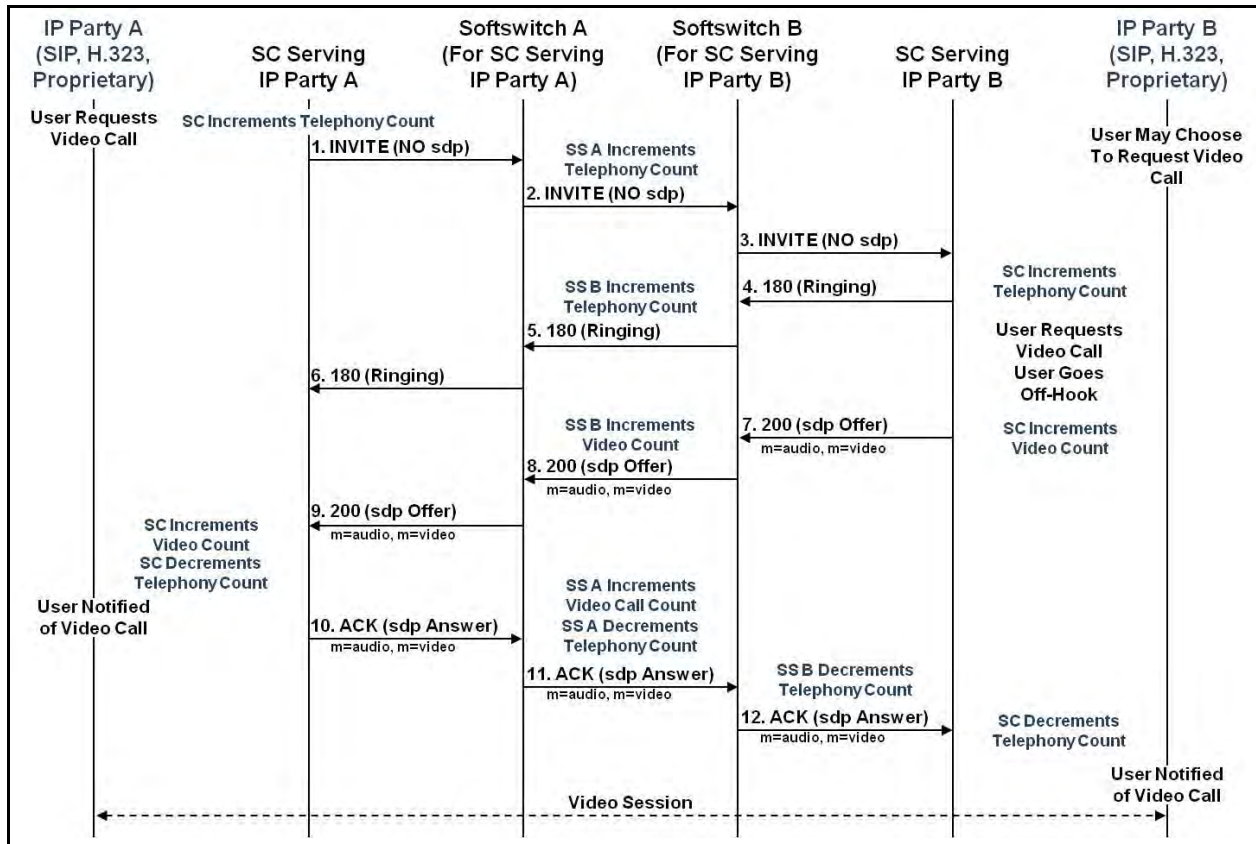 IP Party A
(SIP, H.323,
Proprietary)
SC Serving
IP Party A
Softswitch A
(For SC Serving
IP Party A)
Softswitch B
(For SC Serving
IP Party B)
SC Serving
IP Party B
IP Party B
(SIP, H.323,
Proprietary)
User Requests
Video Call
SC Increments Telephony Count
User May Choose
To Request Video
Call
1. INVITE (NO sdp)
SS A Increments
Telephony Count
2. INVITE (NO sdp)
3. INVITE (NO sdp)
SC Increments
Telephony Count
SS B Increments
Telephony Count
4. 180 (Ringing)
5. 180 (Ringing)
User Requests
Video Call
User Goes
Off-Hook
6. 180 (Ringing)
7. 200 (sdp Offer)
m=audio, m=video
SC Increments
Video Count
SS B Increments
Video Count
8. 200 (sdp Offer)
m=audio, m=video
9. 200 (sdp Offer)
m=audio, m=video
SC Increments
Video Count
SC Decrements
Telephony Count
User Notified
of Video Call
SS A Increments
Video Call Count
SS A Decrements
Telephony Count
10. ACK (sdp Answer)
m=audio, m=video
11. ACK (sdp Answer)
m=audio, m=video
SS B Decrements
Telephony Count
12. ACK (sdp Answer)
m=audio, m=video
SC Decrements
Telephony Count
User Notified
of Video Call
Video Session